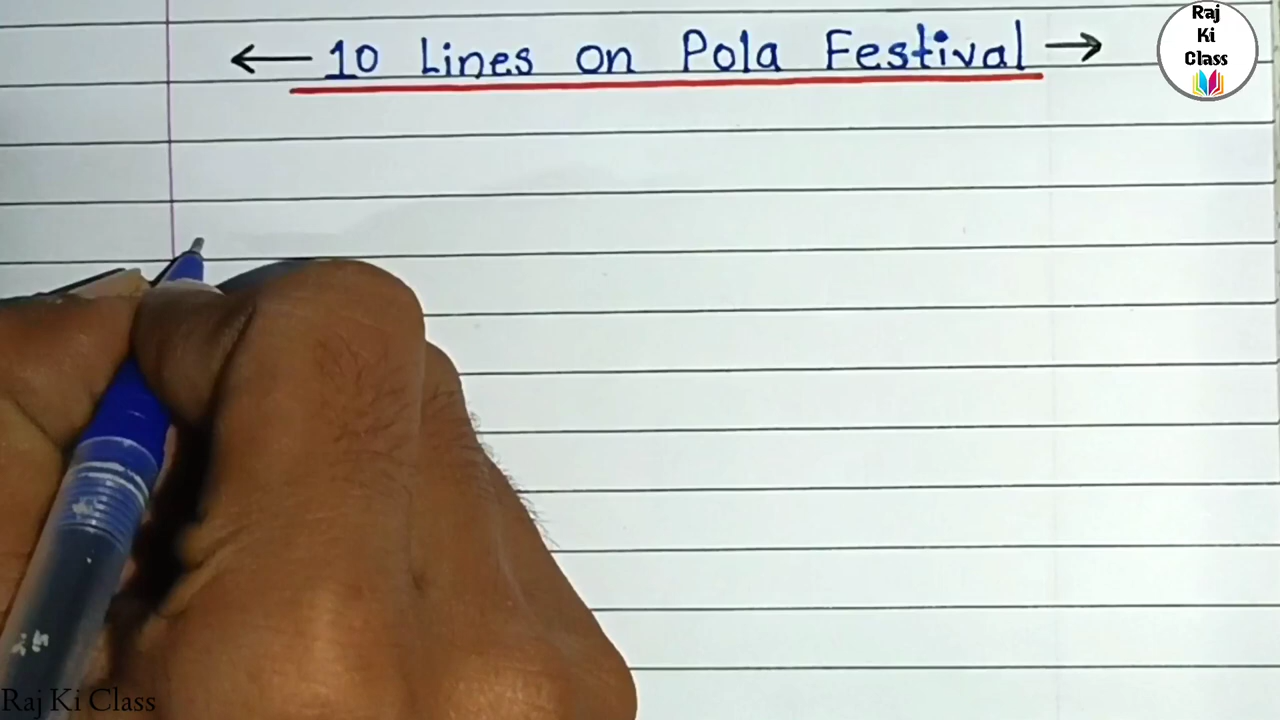 ← 10 Lines on Pola Festival →
Raj
Ki
Class
Raj Ki Class